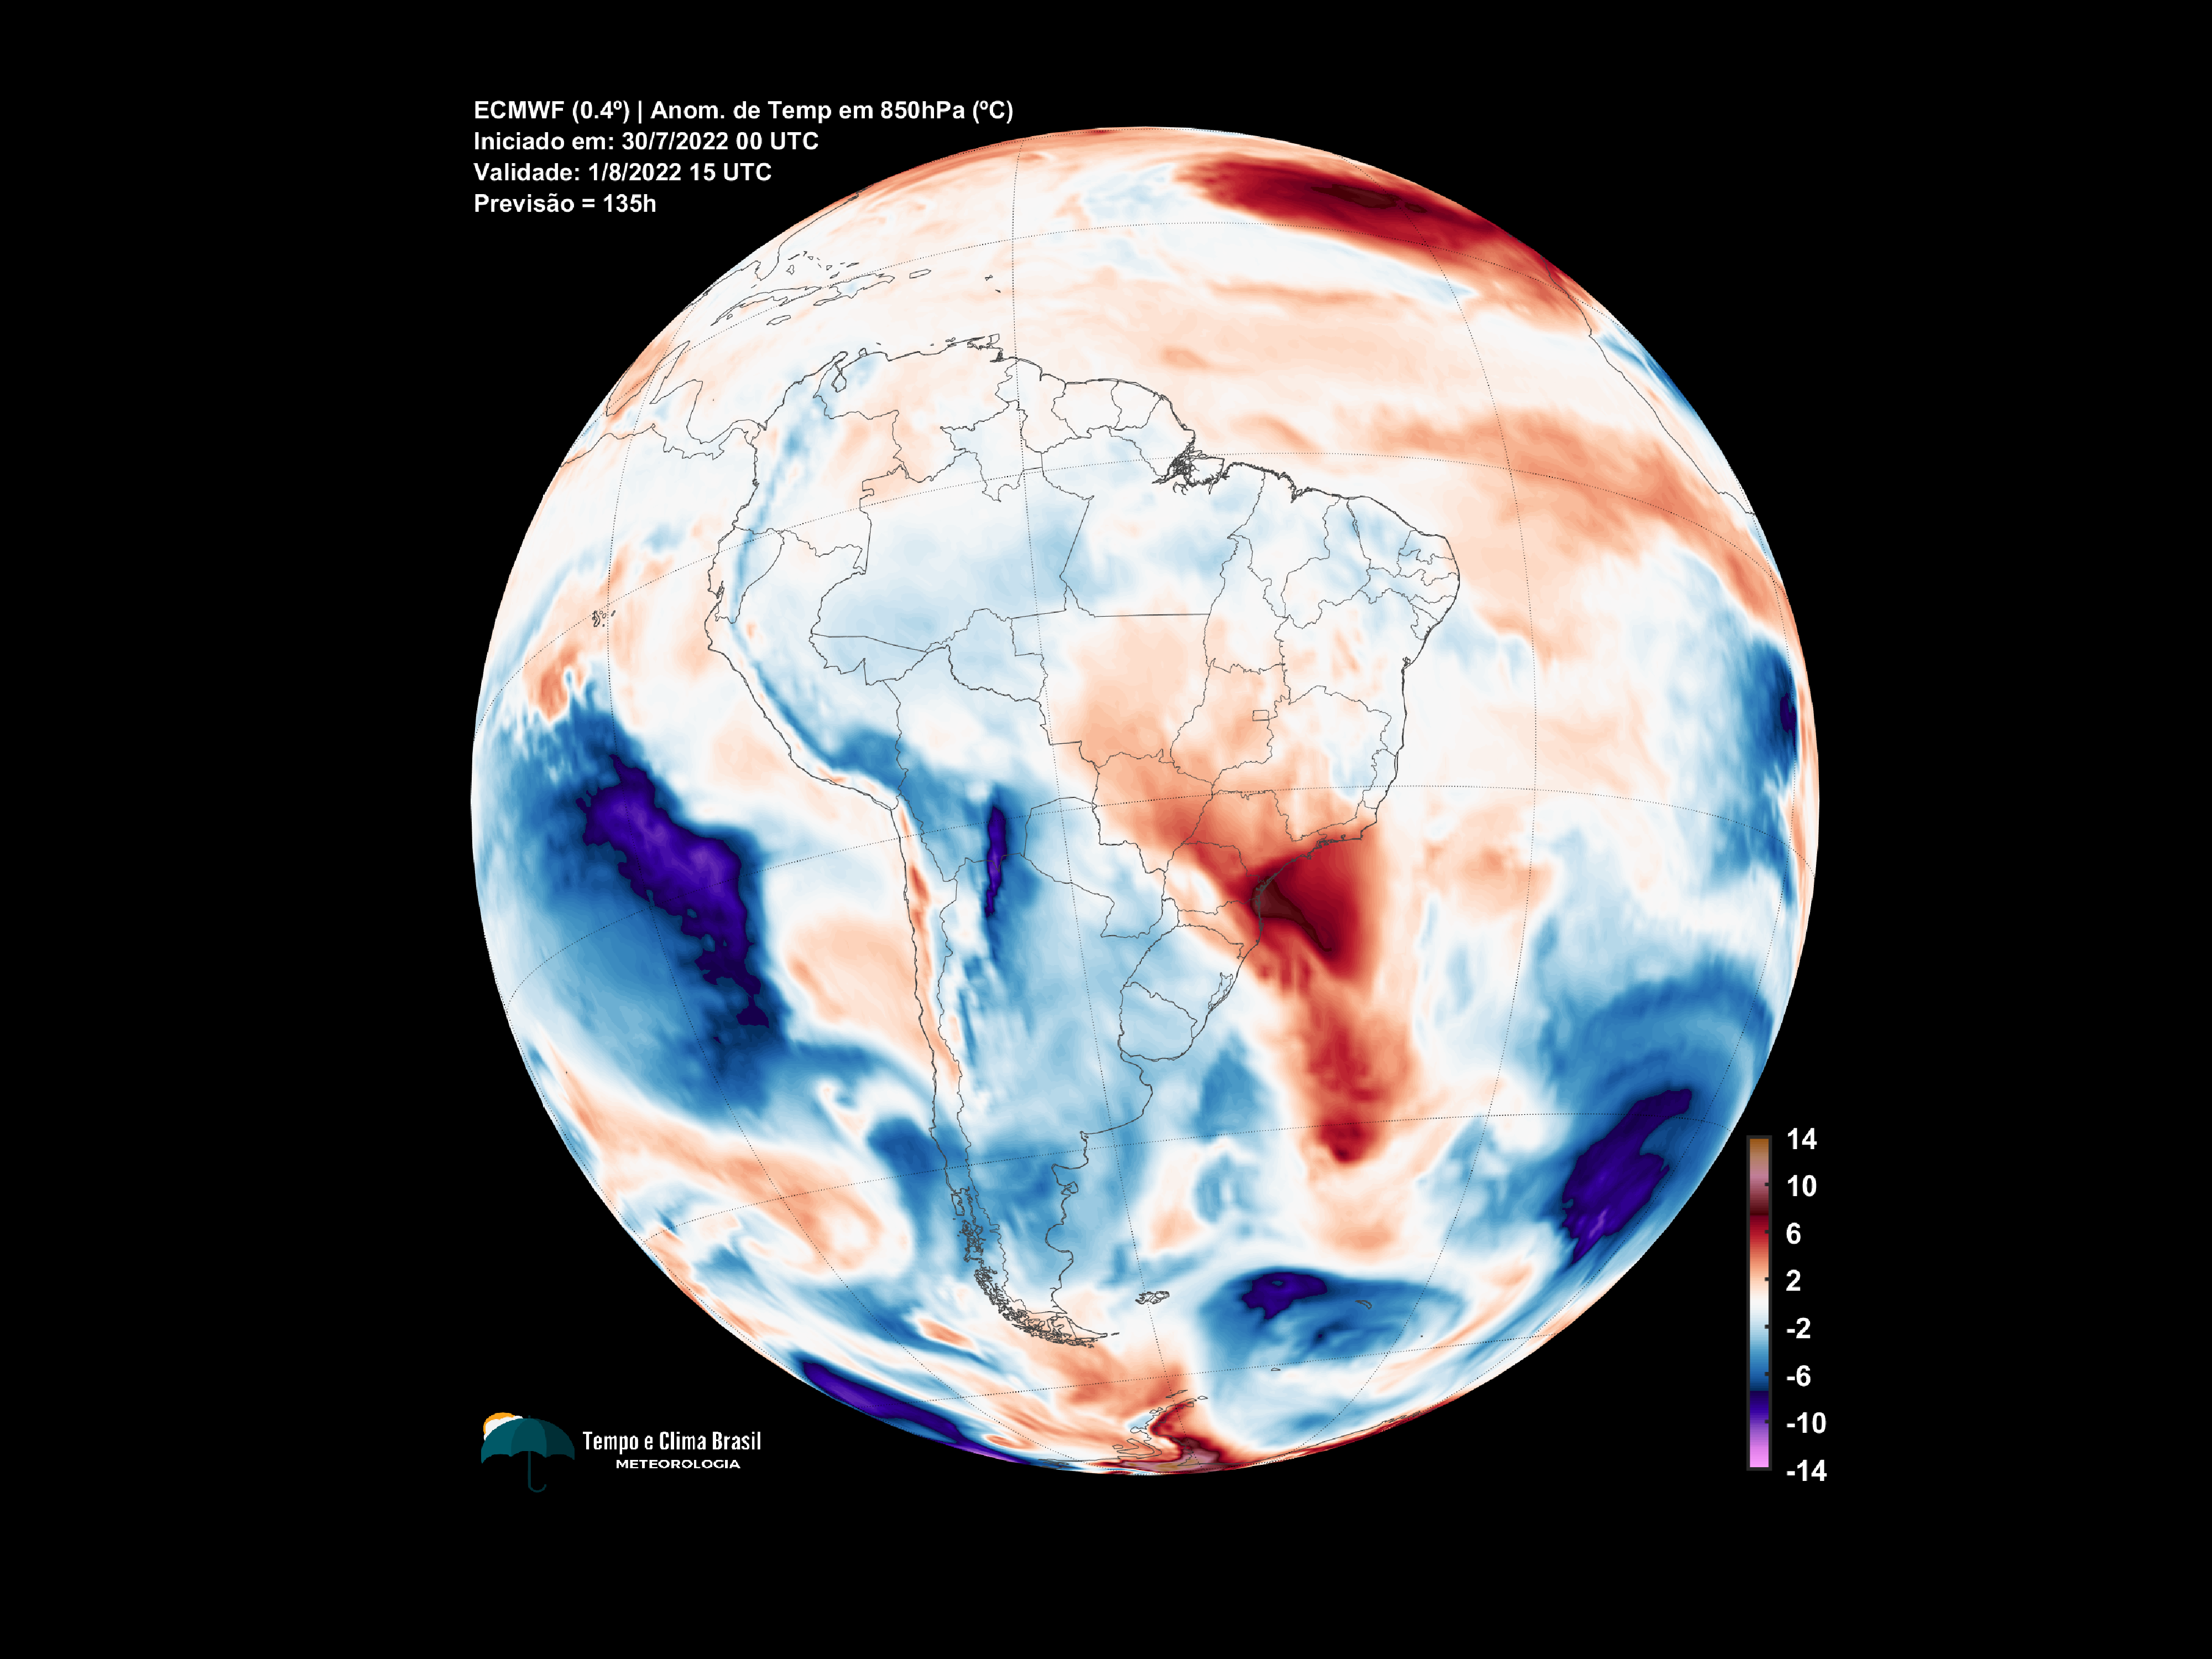 ECMWF (0.4º) | Anom. de Temp em 850hPa (ºC)
Iniciado em: 30/7/2022 00 UTC
Validade: 1/8/2022 15 UTC
Previsão = 135h
14
10
6
2
-2
-6
-10
-14
Tempo e Clima Brasil
METEOROLOGIA